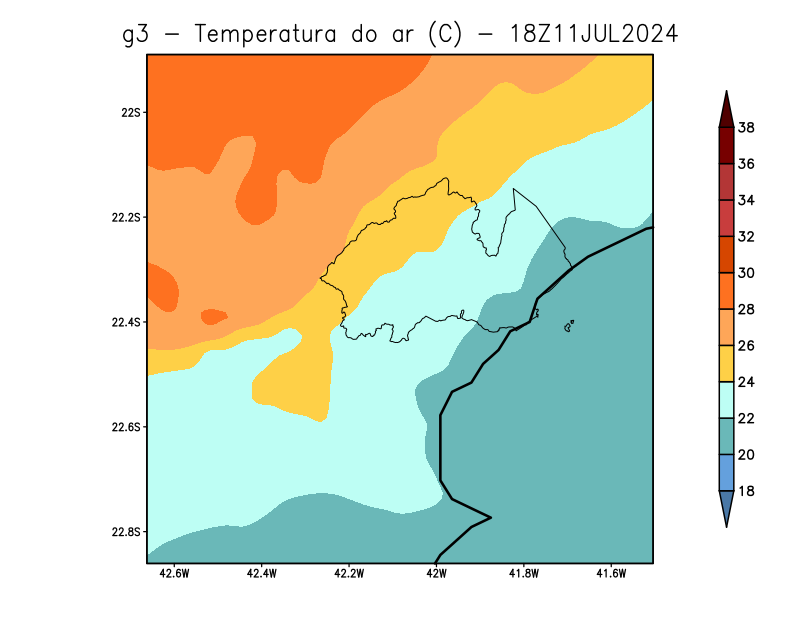 g3 – Temperatura do ar (C) – 18Z11JUL2024
22S
22.2S
22.4S
22.6S
22.8S
42.6W
42.4W
42.2W
42W
41.8W
41.6W
38
36
34
32
30
28
26
24
22
20
18